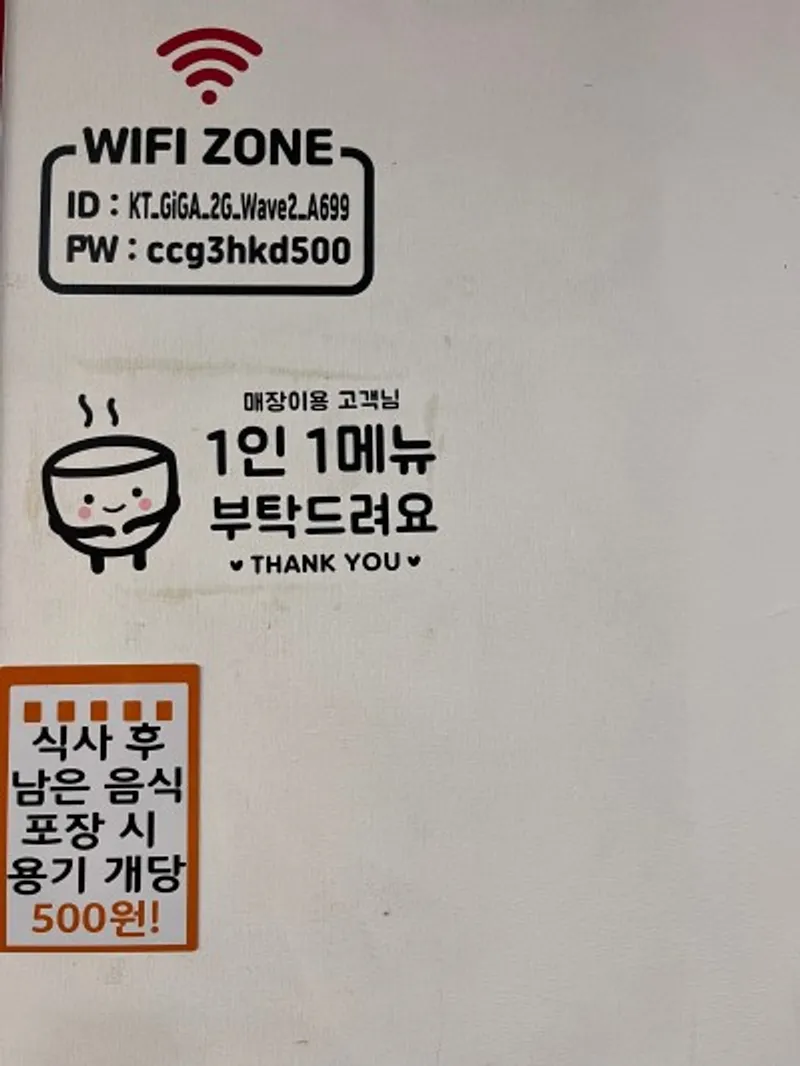 WIFI ZONE
ID : KT_GiGA_2G_Wave2_A699
PW : ccg3hkd500
매장이용 고객님
1인 1메뉴
부탁드려요
♥ THANK YOU ♥
식사 후
남은 음식
포장 시
용기 개당
500원!